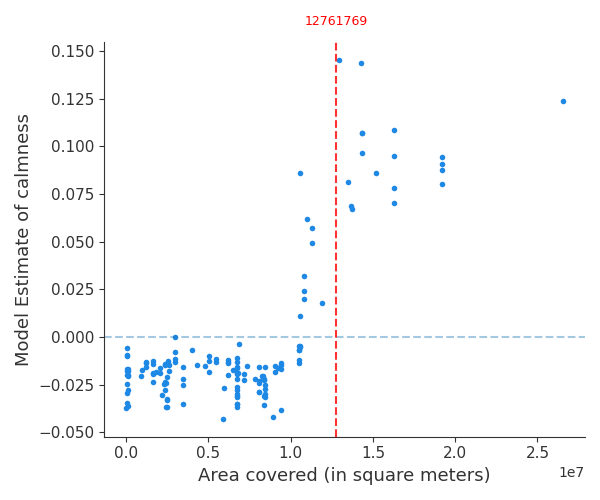 12761769
0.150
0.125
0.100
0.075
0.050
0.025
0.000
−0.025
−0.050
Model Estimate of calmness
0.0 0.5 1.0 1.5 2.0 2.5
1e7
Area covered (in square meters)